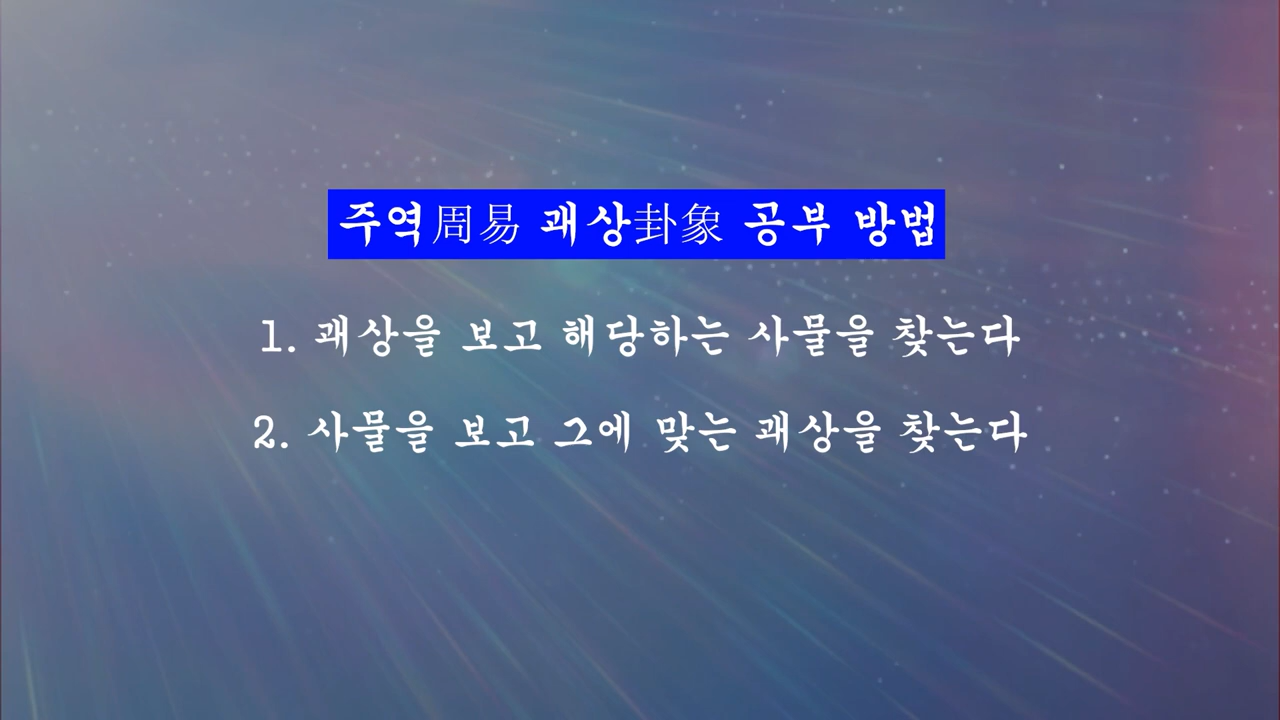 주역周易 괘상卦象 공부 방법
1. 괘상을 보고 해당하는 사물을 찾는다
2. 사물을 보고 그에 맞는 괘상을 찾는다